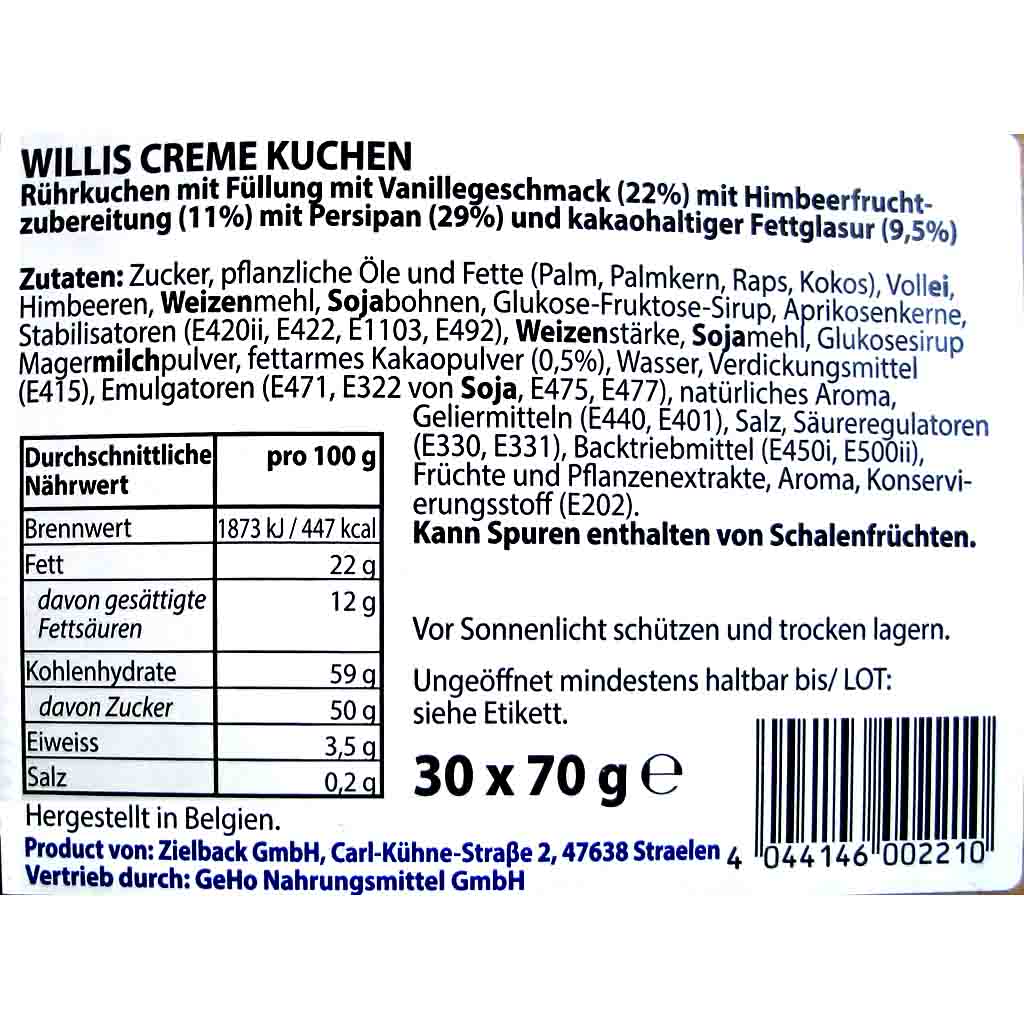 WILLIS CREME KUCHEN
Rührkuchen mit Füllung mit Vanillegeschmack (22%) mit Himbeerfrucht-
zubereitung (11%) mit Persipan (29%) und kakaohaltiger Fettglasur (9,5%)
Zutaten: Zucker, pflanzliche Öle und Fette (Palm, Palmkern, Raps, Kokos), Vollei,
Himbeeren, Weizenmehl, Sojabohnen, Glukose-Fruktose-Sirup, Aprikosenkerne,
Stabilisatoren (E420ii, E422, E1103, E492), Weizenstärke, Sojamehl, Glukosesirup
Magermilchpulver, fettarmes Kakaopulver (0,5%), Wasser, Verdickungsmittel
(E415), Emulgatoren (E471, E322 von Soja, E475, E477), natürliches Aroma,
Geliermitteln (E440, E401), Salz, Säureregulatoren
(E330, E331), Backtriebmittel (E450i, E500ii),
Früchte und Pflanzenextrakte, Aroma, Konservi-
erungsstoff (E202).
Kann Spuren enthalten von Schalenfrüchten.
Durchschnittliche pro 100 g
Nährwert
Brennwert 1873 kJ / 447 kcal
Fett 22 g
davon gesättigte 12 g
Fettsäuren
Kohlenhydrate 59 g
davon Zucker 50 g
Eiweiss 3,5 g
Salz 0,2 g
Vor Sonnenlicht schützen und trocken lagern.
Ungeöffnet mindestens haltbar bis/ LOT:
siehe Etikett.
30 x 70 g ℮
Hergestellt in Belgien.
Product von: Zielback GmbH, Carl-Kühne-Straße 2, 47638 Straelen
Vertrieb durch: GeHo Nahrungsmittel GmbH
4 044146 002210